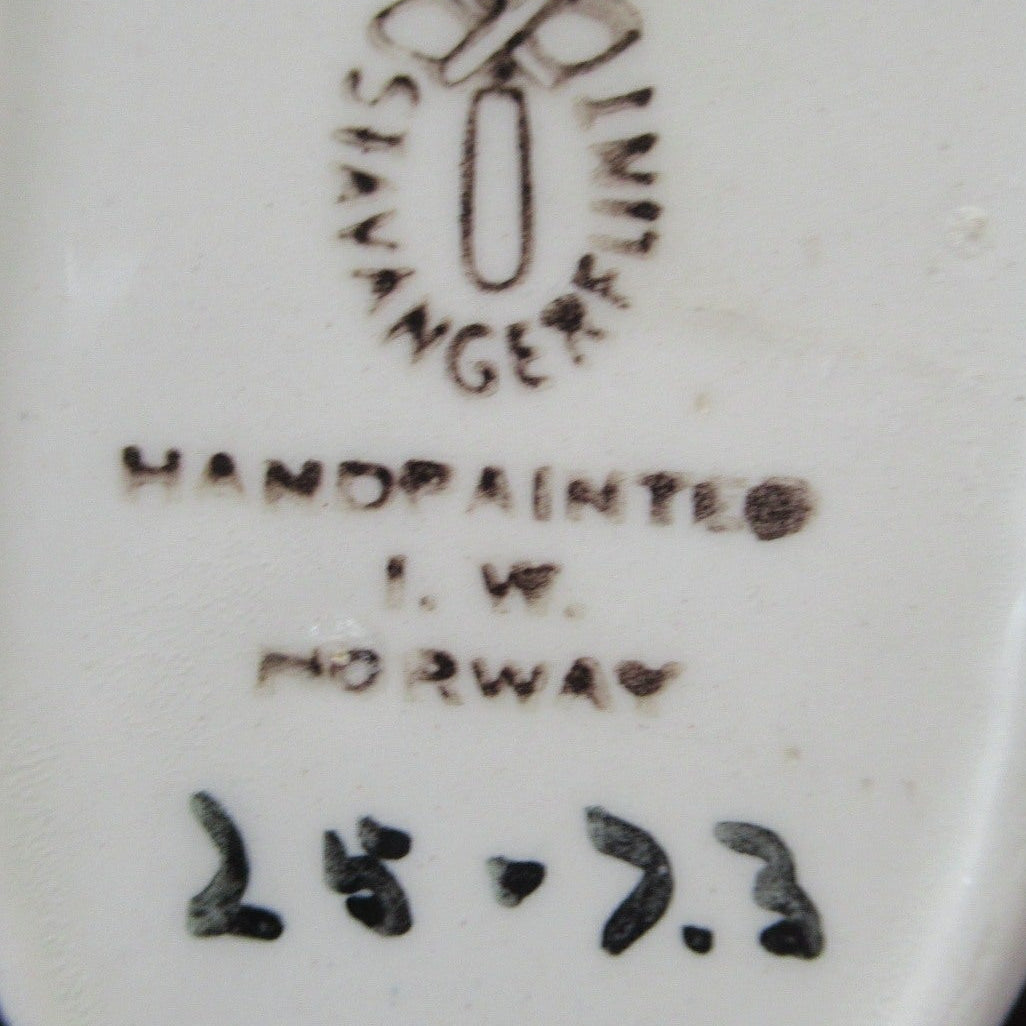 STAVANGERFLINT
HANDPAINTED
I. W.
NORWAY
25-7.3